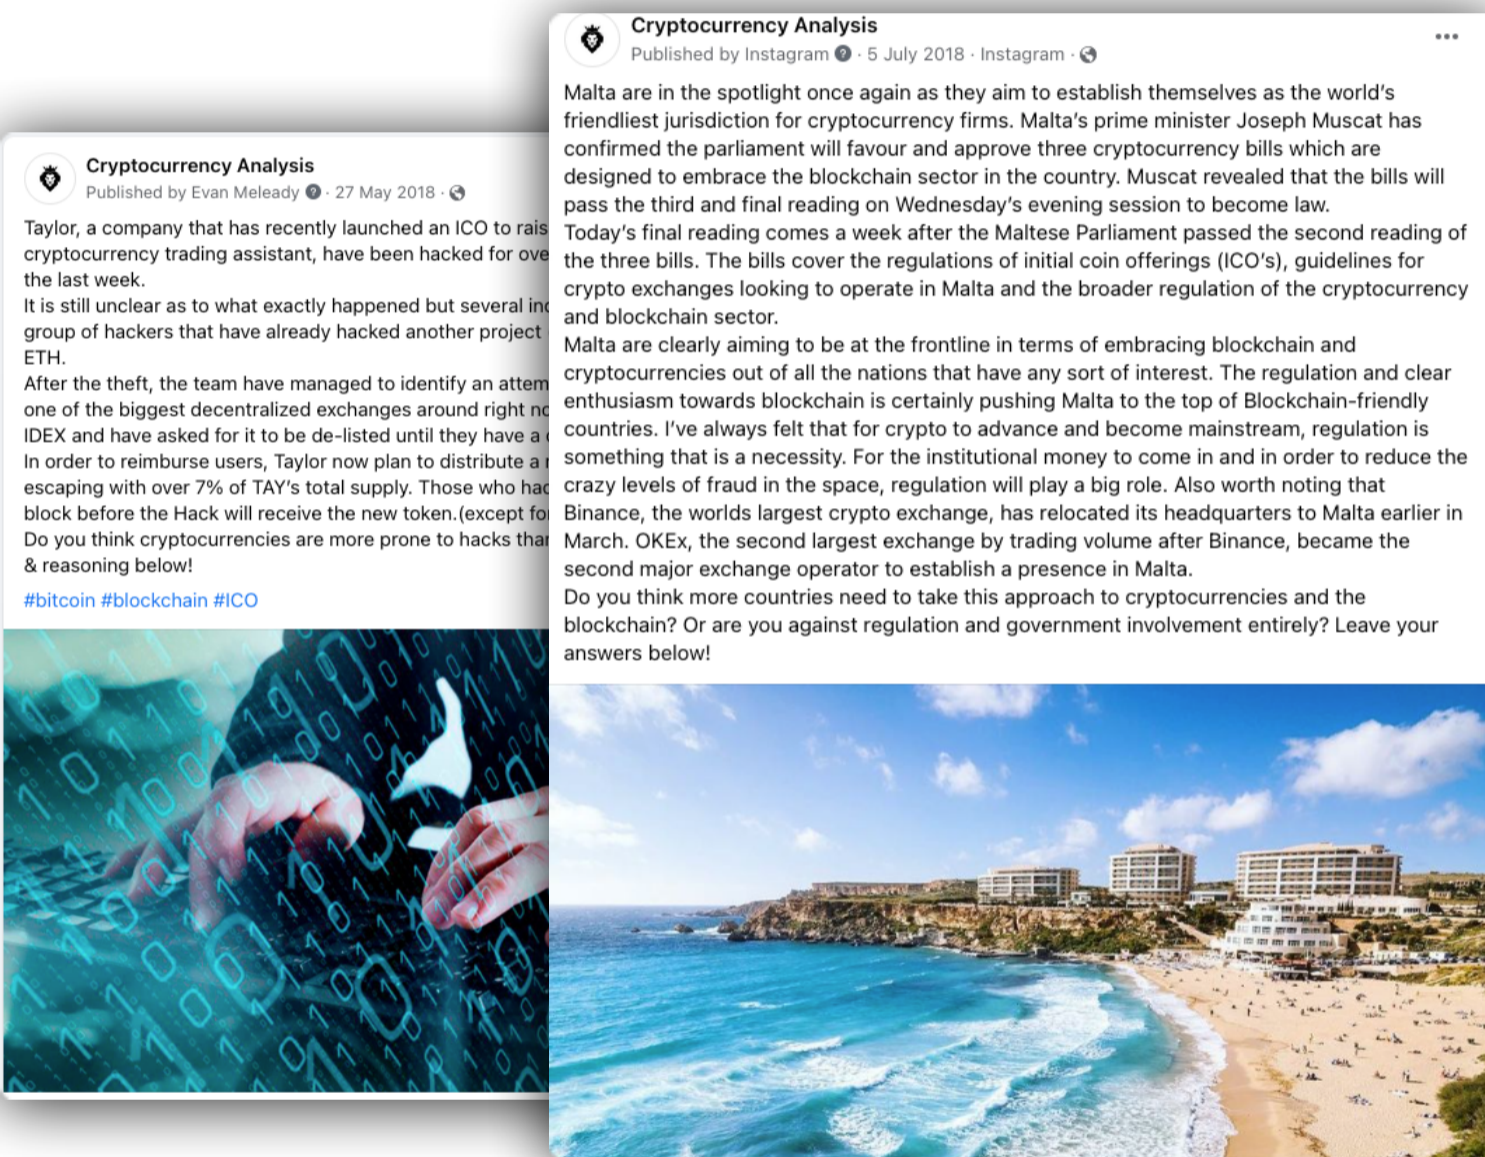 Cryptocurrency Analysis
Published by Evan Meleady · 27 May 2018 ·
Taylor, a company that has recently launched an ICO to
cryptocurrency trading assistant, have been hacked for
the last week.
It is still unclear as to what exactly happened but several
group of hackers that have already hacked another project
ETH.
After the theft, the team have managed to identify an
one of the biggest decentralized exchanges around right
IDEX and have asked for it to be de-listed until they have a
In order to reimburse users, Taylor now plan to distribute a
escaping with over 7% of TAY's total supply. Those who
block before the Hack will receive the new token.(except
Do you think cryptocurrencies are more prone to hacks
& reasoning below!
#bitcoin #blockchain #ICO
Cryptocurrency Analysis
Published by Instagram · 5 July 2018 · Instagram ·
Malta are in the spotlight once again as they aim to establish themselves as the world's
friendliest jurisdiction for cryptocurrency firms. Malta's prime minister Joseph Muscat has
confirmed the parliament will favour and approve three cryptocurrency bills which are
designed to embrace the blockchain sector in the country. Muscat revealed that the bills will
pass the third and final reading on Wednesday's evening session to become law.
Today's final reading comes a week after the Maltese Parliament passed the second reading of
the three bills. The bills cover the regulations of initial coin offerings (ICO's), guidelines for
crypto exchanges looking to operate in Malta and the broader regulation of the cryptocurrency
and blockchain sector.
Malta are clearly aiming to be at the frontline in terms of embracing blockchain and
cryptocurrencies out of all the nations that have any sort of interest. The regulation and clear
enthusiasm towards blockchain is certainly pushing Malta to the top of Blockchain-friendly
countries. I've always felt that for crypto to advance and become mainstream, regulation is
something that is a necessity. For the institutional money to come in and in order to reduce the
crazy levels of fraud in the space, regulation will play a big role. Also worth noting that
Binance, the worlds largest crypto exchange, has relocated its headquarters to Malta earlier in
March. OKEx, the second largest exchange by trading volume after Binance, became the
second major exchange operator to establish a presence in Malta.
Do you think more countries need to take this approach to cryptocurrencies and the
blockchain? Or are you against regulation and government involvement entirely? Leave your
answers below!